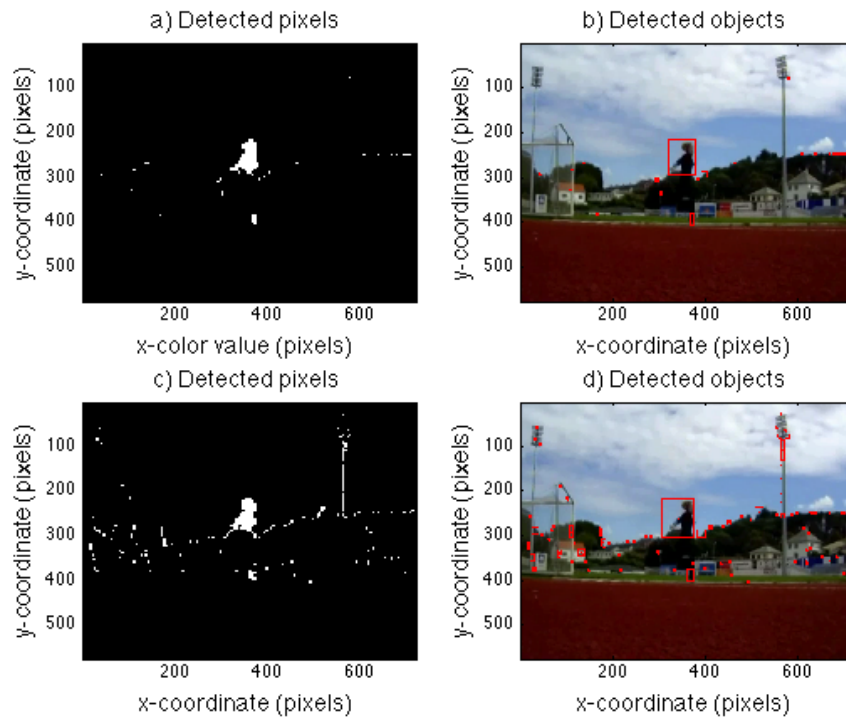 a) Detected pixels
b) Detected objects
y-coordinate (pixels)
100
200
300
400
500
200
400
600
x-color value (pixels)
y-coordinate (pixels)
100
200
300
400
500
200
400
600
x-coordinate (pixels)
c) Detected pixels
d) Detected objects
y-coordinate (pixels)
100
200
300
400
500
200
400
600
x-coordinate (pixels)
y-coordinate (pixels)
100
200
300
400
500
200
400
600
x-coordinate (pixels)